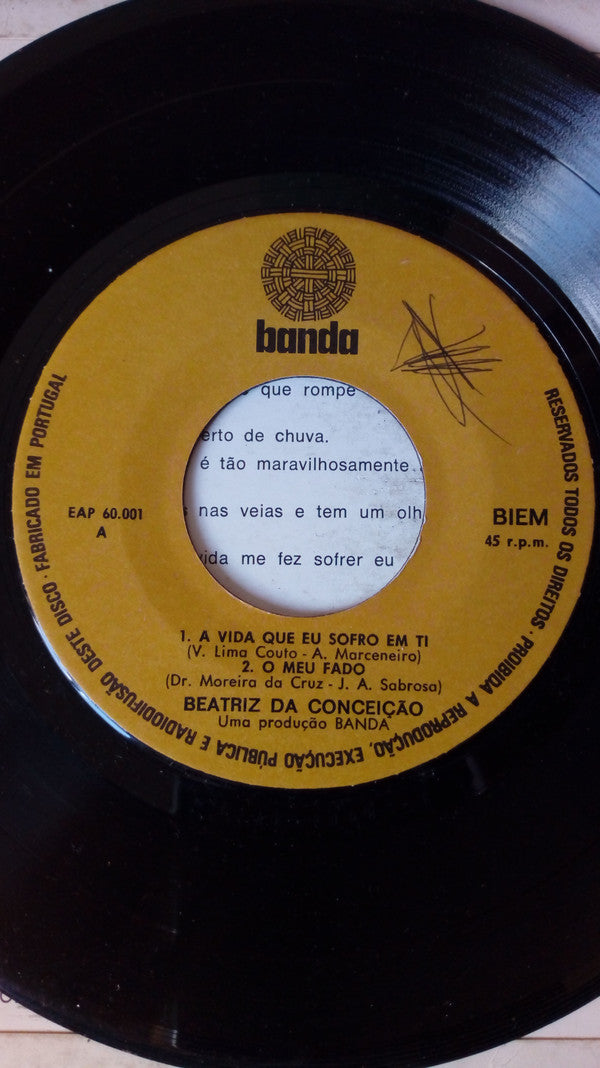 banda
que rompe
erto de chuva.
é tão maravilhosamente
nas veias e tem um olh
vida me fez sofrer eu
EAP 60.001
A
BIEM
45 r.p.m.
1. A VIDA QUE EU SOFRO EM TI
(V. Lima Couto - A. Marceneiro)
2. O MEU FADO
(Dr. Moreira da Cruz - J. A. Sabrosa)
BEATRIZ DA CONCEIÇÃO
Uma produção BANDA
RESERVADOS TODOS OS DIREITOS · PROIBIDA A REPRODUÇÃO, EXECUÇÃO PÚBLICA E RADIODIFUSÃO DESTE DISCO · FABRICADO EM PORTUGAL